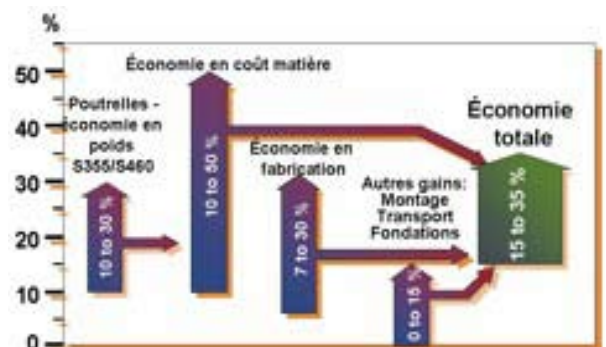 %
50
40
30
20
10
0
Économie en coût matière
Poutrelles -
économie en
poids
S355/S460
Économie en
fabrication
Autres gains:
Montage
Transport
Fondations
Économie
totale
10 to 30 %
10 to 50 %
7 to 30 %
0 to 15 %
15 to 35 %